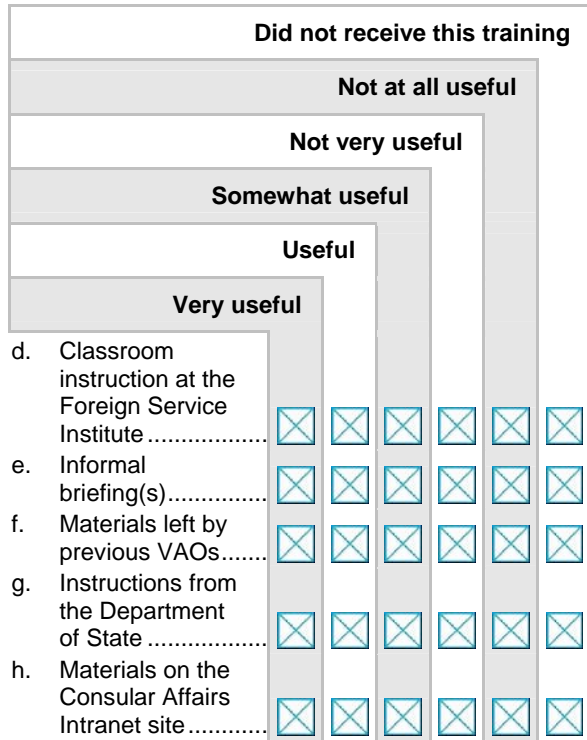 Did not receive this training
Not at all useful
Not very useful
Somewhat useful
Useful
Very useful
d. Classroom
instruction at the
Foreign Service
Institute...................
e. Informal
briefing(s)................
f. Materials left by
previous VAOs.......
g. Instructions from
the Department
of State ...................
h. Materials on the
Consular Affairs
Intranet site............